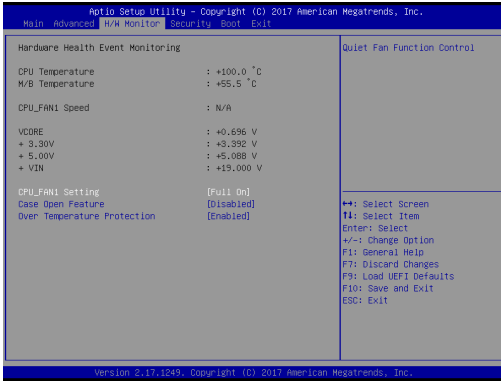 Aptio Setup Utility – Copyright (C) 2017 American Megatrends, Inc.
Main Advanced H/W Monitor Security Boot Exit
Hardware Health Event Monitoring
Quiet Fan Function Control
CPU Temperature : +100.0 °C
M/B Temperature : +55.5 °C
CPU_FAN1 Speed : N/A
VCORE : +0.696 V
+ 3.30V : +3.392 V
+ 5.00V : +5.088 V
+ VIN : +19.000 V
CPU_FAN1 Setting [Full On]
Case Open Feature [Disabled]
Over Temperature Protection [Enabled]
↔: Select Screen
↑↓: Select Item
Enter: Select
+/-: Change Option
F1: General Help
F7: Discard Changes
F9: Load UEFI Defaults
F10: Save and Exit
ESC: Exit
Version 2.17.1249. Copyright (C) 2017 American Megatrends, Inc.